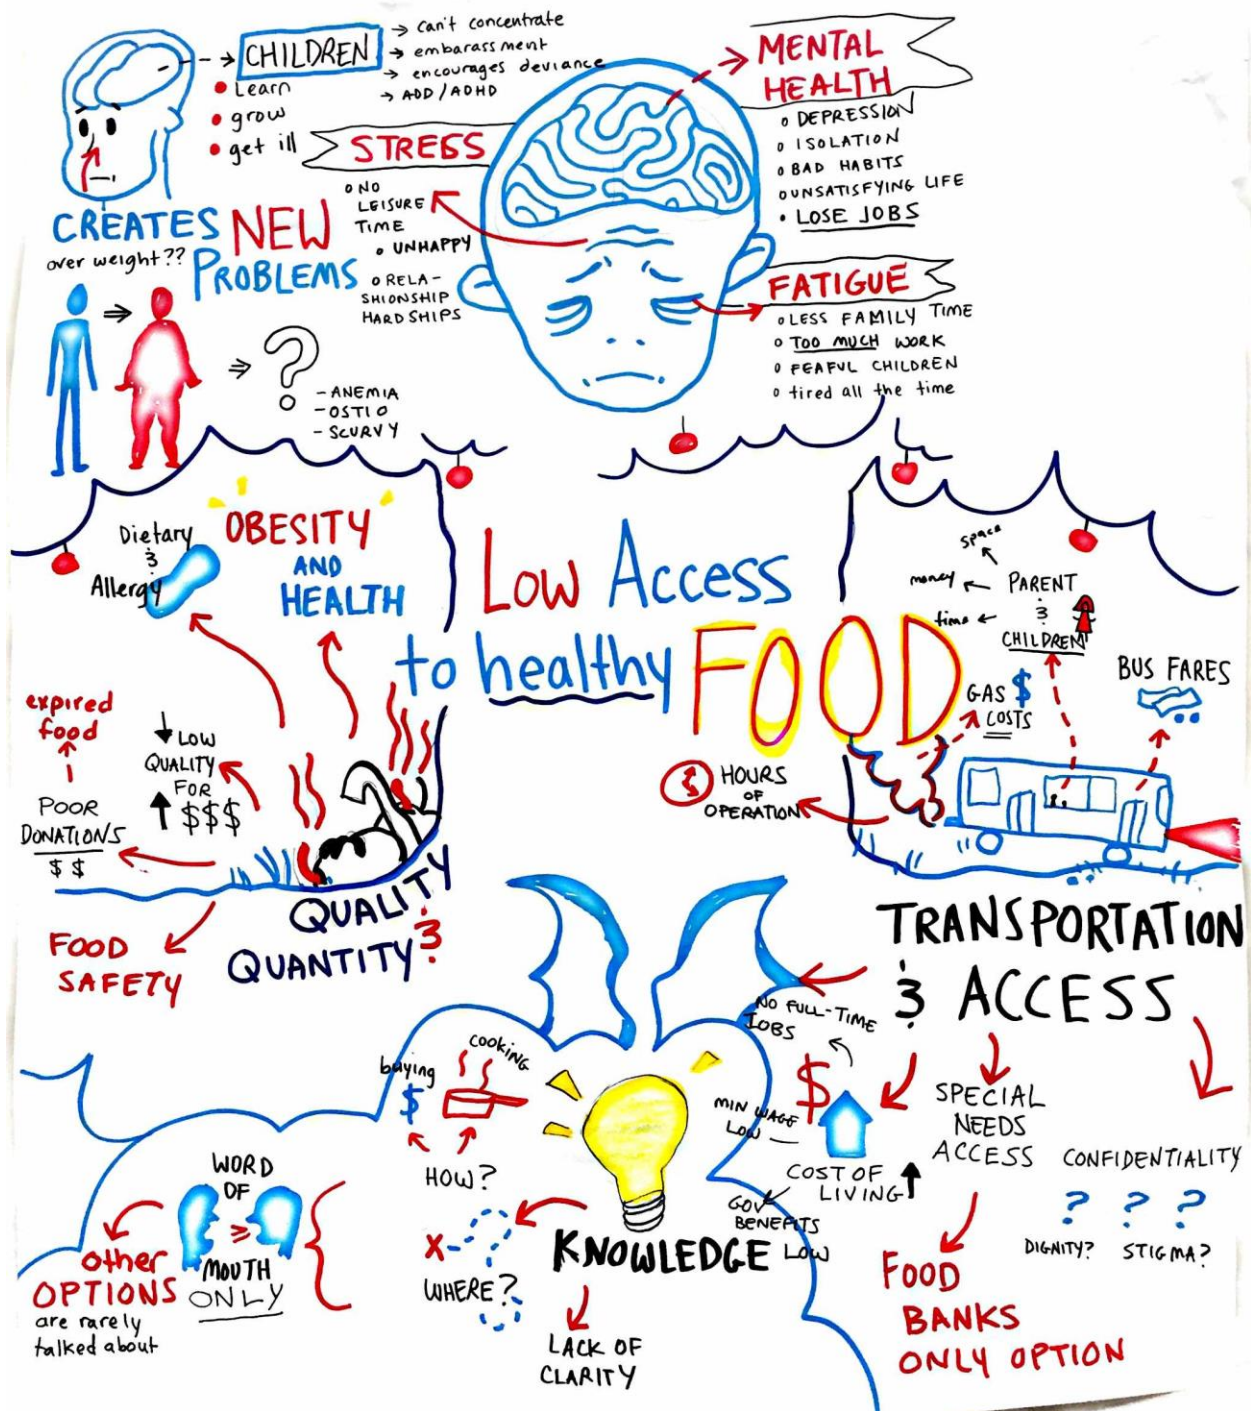 CHILDREN
→ can't concentrate
→ embarassment
→ encourages deviance
→ ADD/ADHD
• Learn
• grow
• get ill
MENTAL
HEALTH
o DEPRESSION
o ISOLATION
o BAD HABITS
o UNSATISFYING LIFE
• LOSE JOBS
STRESS
o NO
LEISURE
TIME
• UNHAPPY
o RELA-
SHIONSHIP
HARDSHIPS
FATIGUE
o LESS FAMILY TIME
o TOO MUCH WORK
o FEAFUL CHILDREN
o tired all the time
CREATES NEW
PROBLEMS
over weight??
?
- ANEMIA
- OSTIO
- SCURVY
Low Access
to healthy FOOD
OBESITY
AND
HEALTH
Dietary
&
Allergy
expired
food
↓ LOW
QUALITY
FOR
↑ $$$
POOR
DONATIONS
$ $
FOOD
SAFETY
QUALITY
&
QUANTITY
space
money
time
PARENT
&
CHILDREN
GAS $
COSTS
BUS FARES
HOURS
OF
OPERATION
TRANSPORTATION
& ACCESS
NO FULL-TIME
JOBS
$
MIN WAGE
LOW
COST OF
LIVING ↑
GOV
BENEFITS
LOW
SPECIAL
NEEDS
ACCESS
FOOD
BANKS
ONLY OPTION
CONFIDENTIALITY
? ? ?
DIGNITY? STIGMA?
buying
$
cooking
HOW?
X
WHERE?
KNOWLEDGE
LACK OF
CLARITY
WORD
OF
MOUTH
ONLY
other
OPTIONS
are rarely
talked about